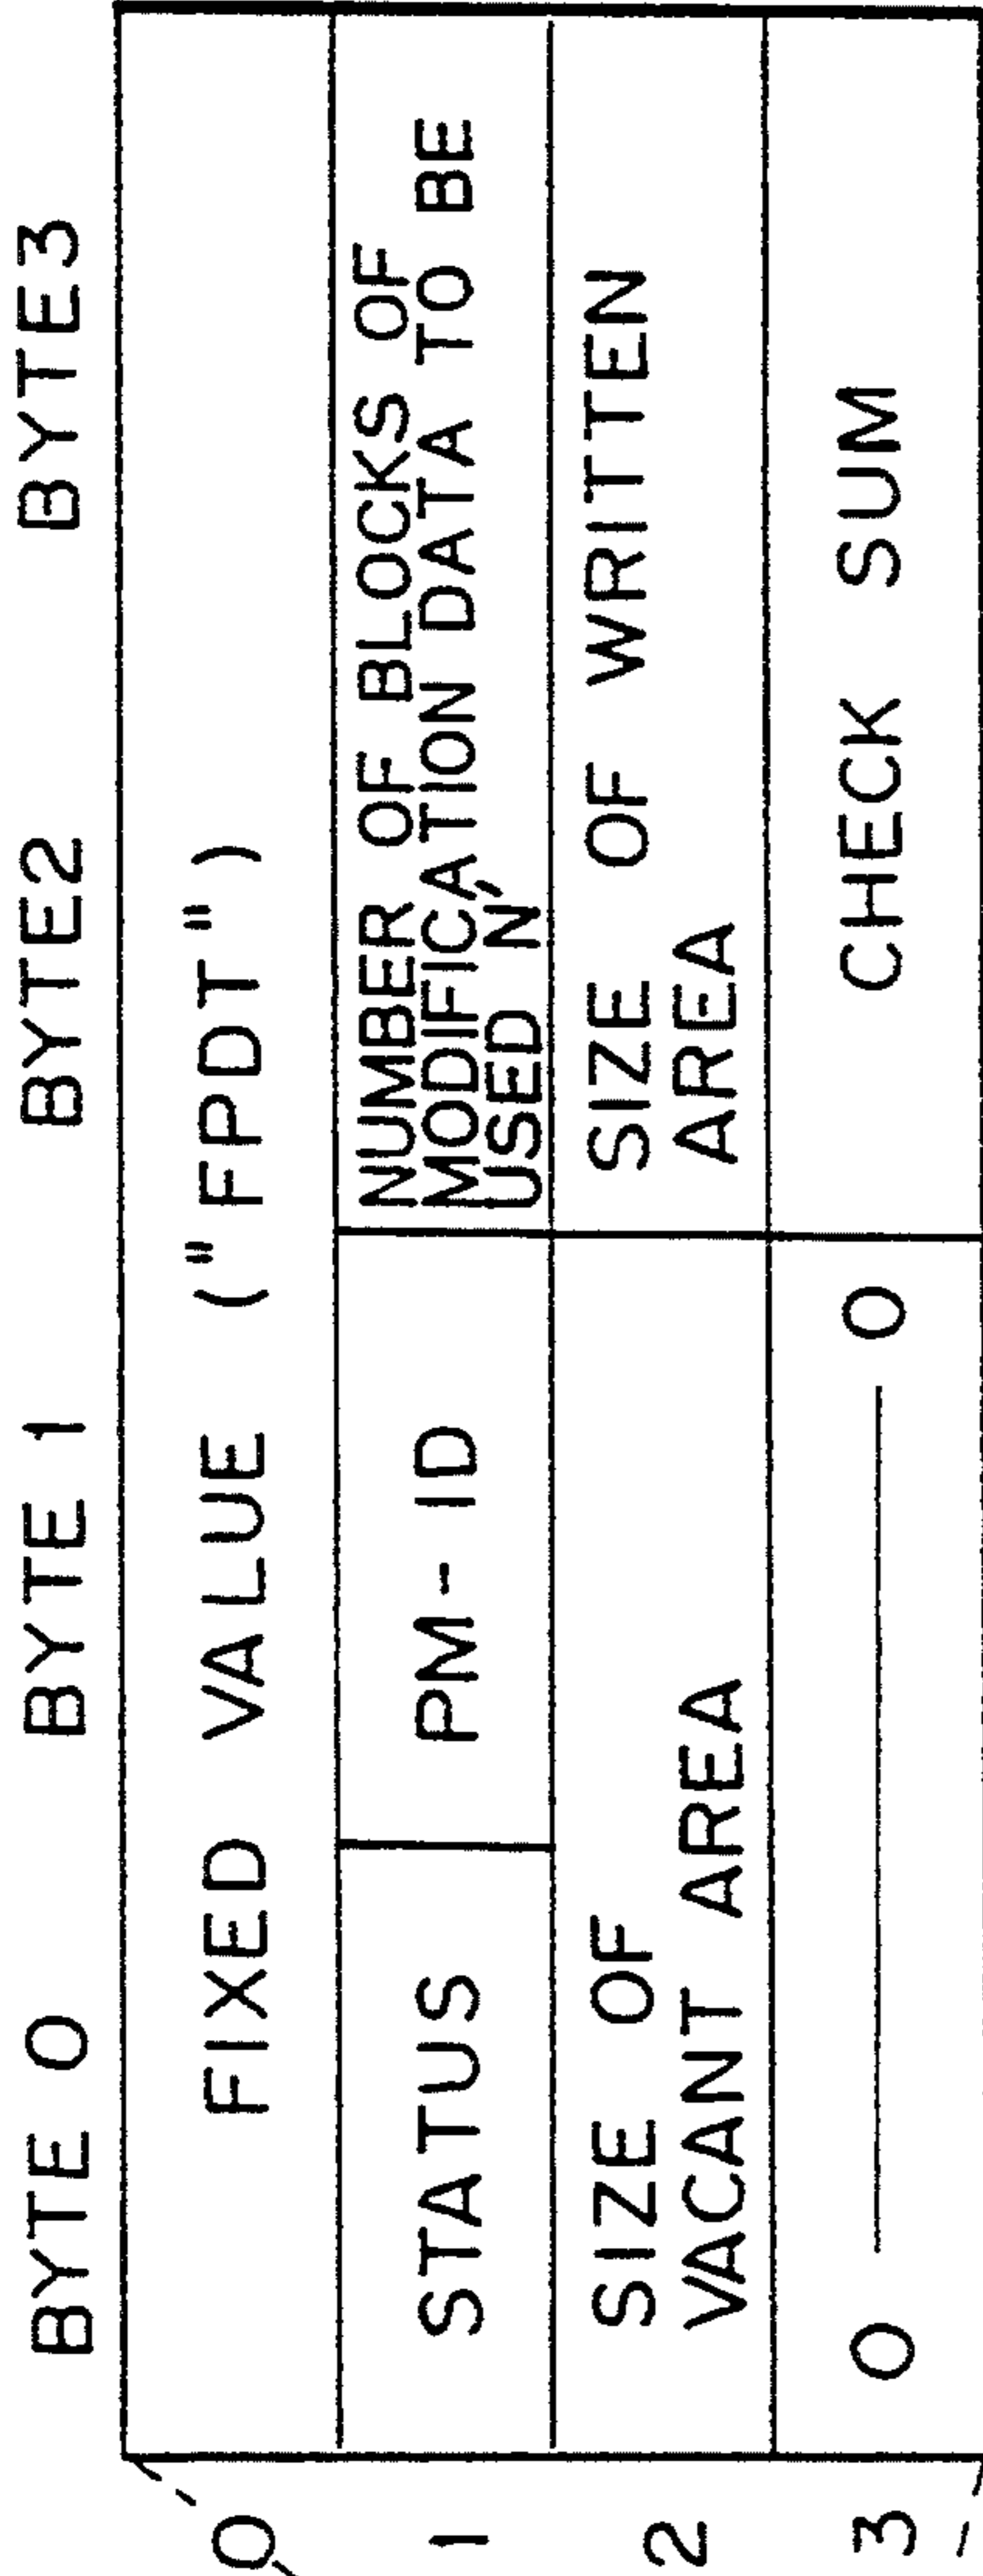 BYTE 0 BYTE 1 BYTE2 BYTE3
0 FIXED VALUE ("FPDT")
1 STATUS PM-ID NUMBER OF BLOCKS OF
MODIFICATION DATA TO BE
USED N'
2 SIZE OF VACANT AREA SIZE OF WRITTEN
AREA
3 0 0 CHECK SUM